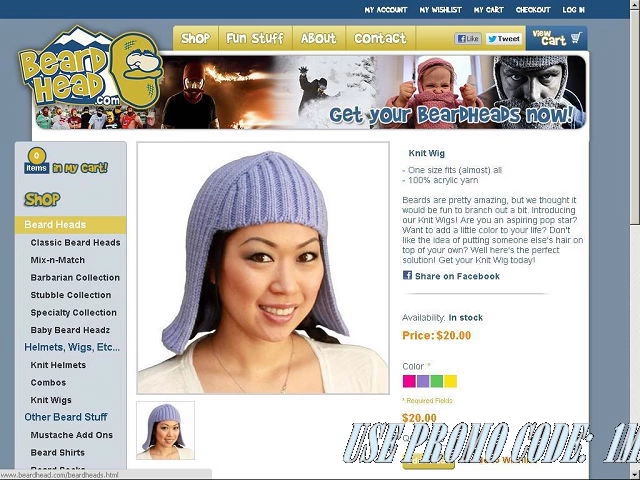 MY ACCOUNT MY WISHLIST MY CART CHECKOUT LOG IN
Beard Head .com
Shop Fun Stuff About Contact Like Tweet View Cart
Get your BeardHeads Now!
0 items in my Cart!
Shop
Beard Heads
Classic Beard Heads
Mix-n-Match
Barbarian Collection
Stubble Collection
Specialty Collection
Baby Beard Headz
Helmets, Wigs, Etc...
Knit Helmets
Combos
Knit Wigs
Other Beard Stuff
Mustache Add Ons
Beard Shirts
Knit Wig
- One size fits (almost) all
- 100% acrylic yarn
Beards are pretty amazing, but we thought it
would be fun to branch out a bit. Introducing
our Knit Wigs! Are you an aspiring pop star?
Want to add a little color to your life? Don't
like the idea of putting someone else's hair on
top of your own? Well here's the perfect
solution! Get your Knit Wig today!
Share on Facebook
Availability: In stock
Price: $20.00
Color *
* Required Fields
$20.00
USE PROMO CODE:
www.beardhead.com/beardheads.html